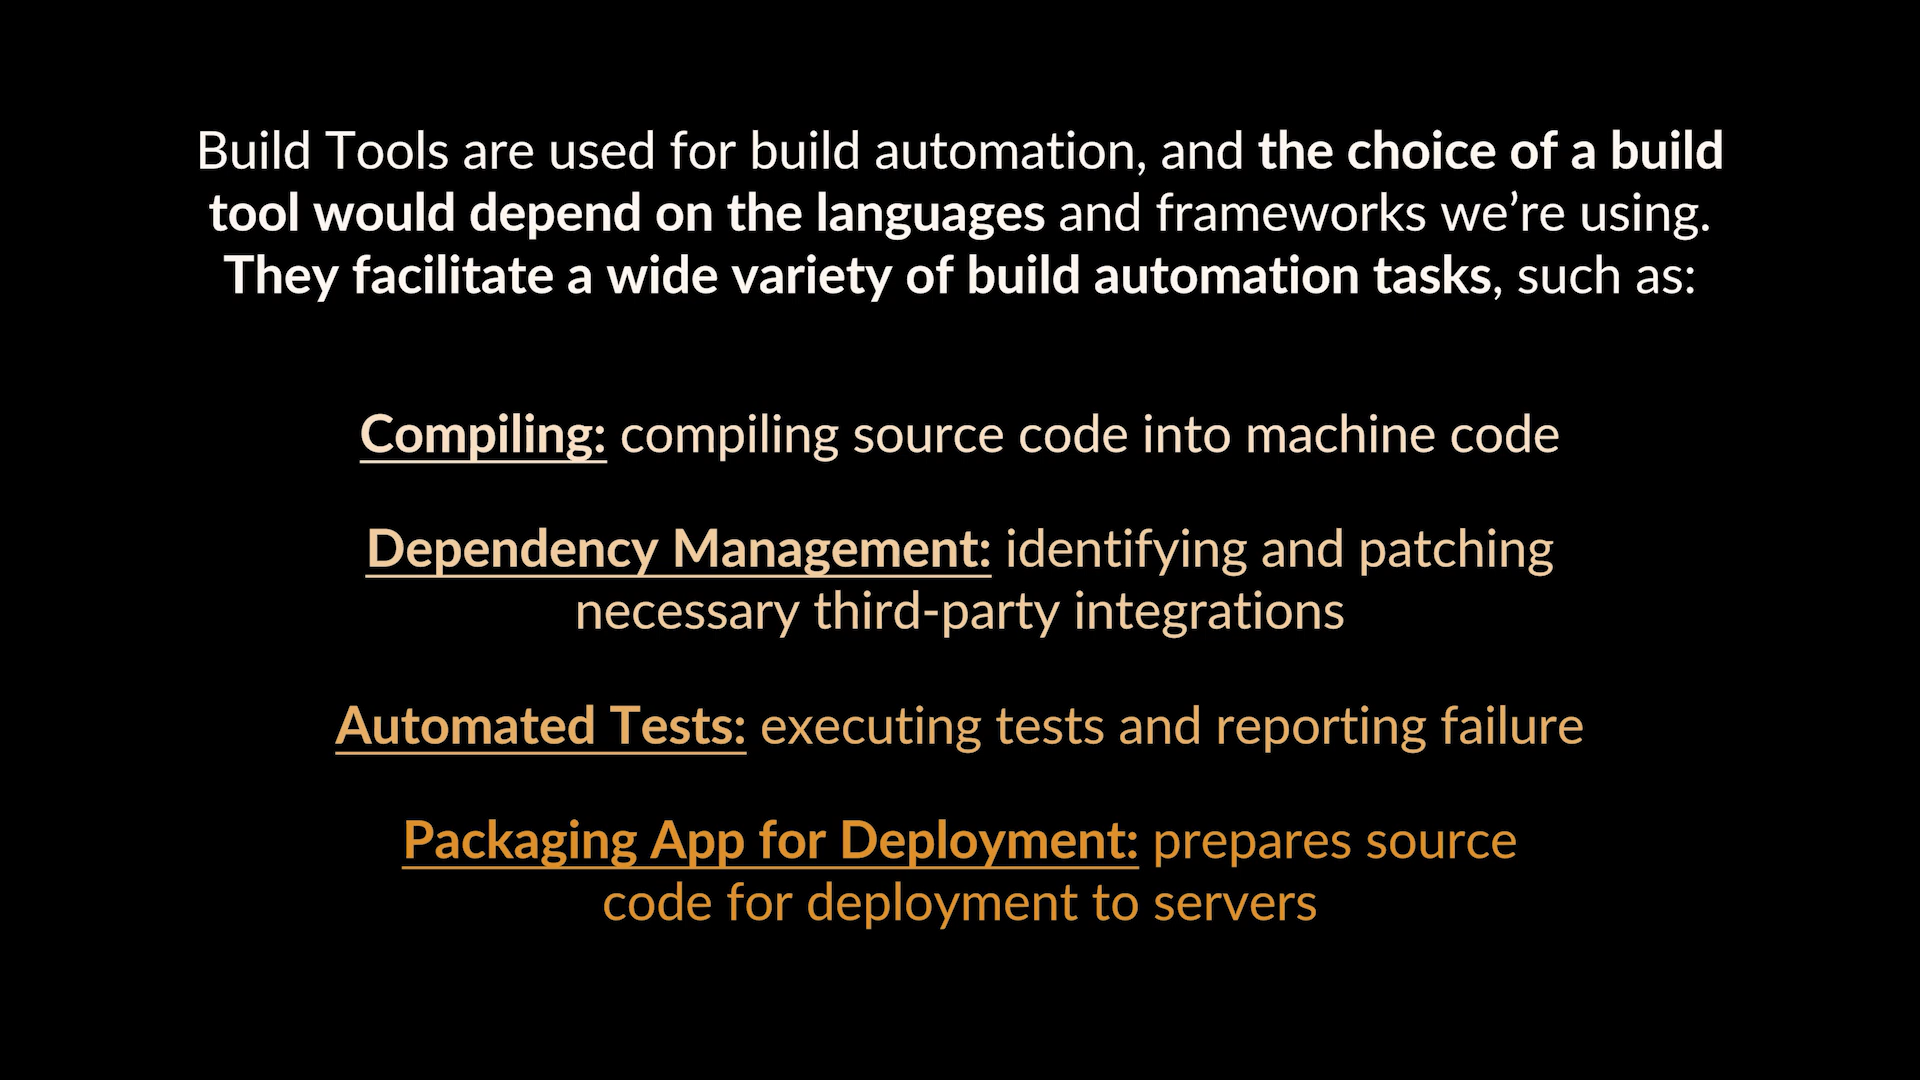 Build Tools are used for build automation, and the choice of a build
tool would depend on the languages and frameworks we’re using.
They facilitate a wide variety of build automation tasks, such as:
Compiling: compiling source code into machine code
Dependency Management: identifying and patching
necessary third-party integrations
Automated Tests: executing tests and reporting failure
Packaging App for Deployment: prepares source
code for deployment to servers